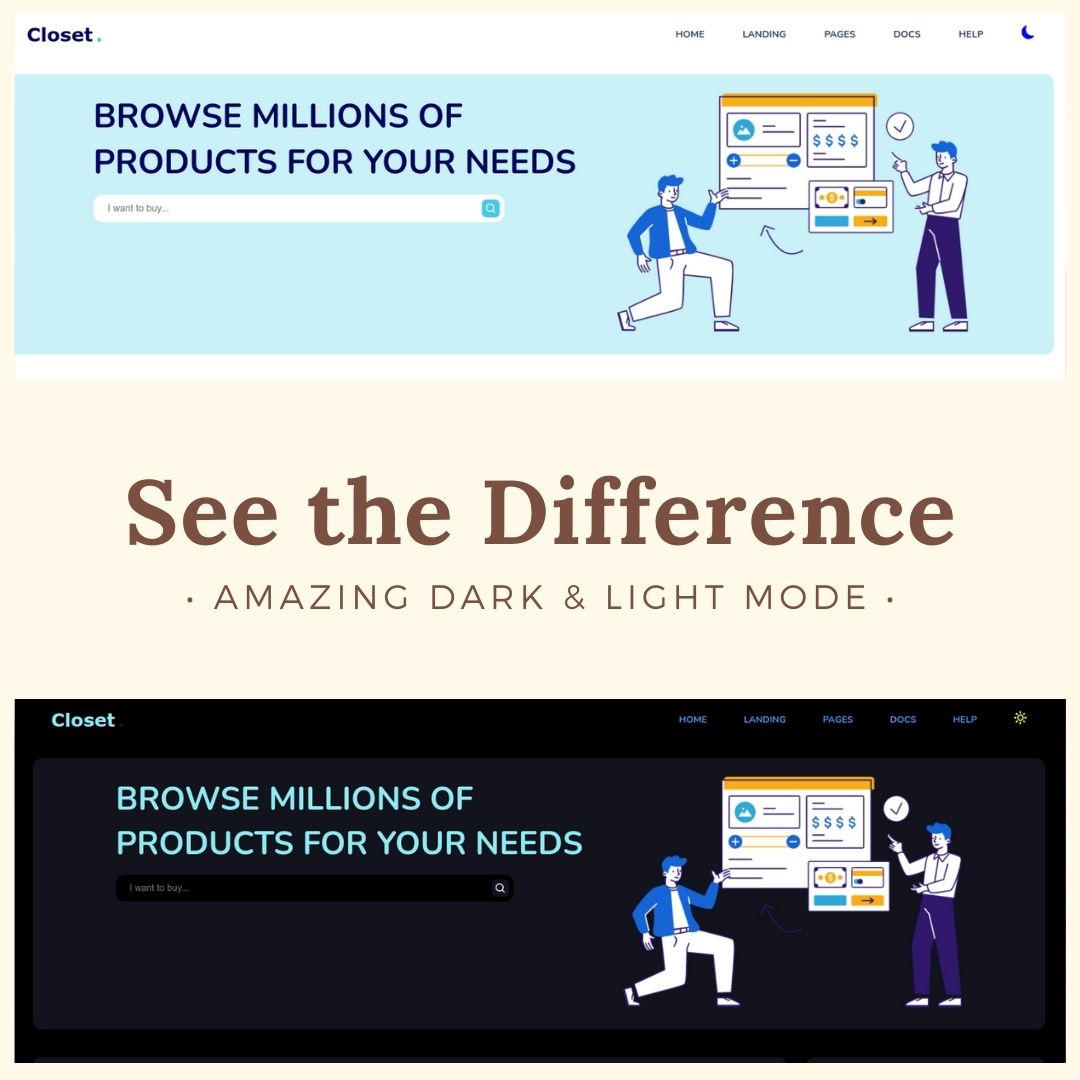 Closet.
HOME LANDING PAGES DOCS HELP
BROWSE MILLIONS OF
PRODUCTS FOR YOUR NEEDS
I want to buy...
$ $ $ $
$
See the Difference
• AMAZING DARK & LIGHT MODE •
Closet.
HOME LANDING PAGES DOCS HELP
BROWSE MILLIONS OF
PRODUCTS FOR YOUR NEEDS
I want to buy...
$ $ $ $
$